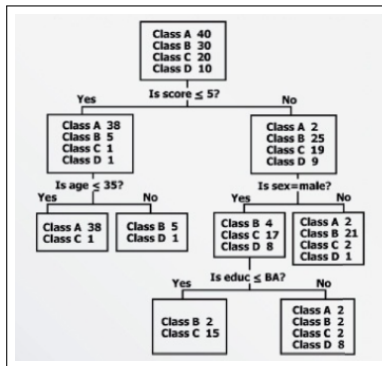 Class A 40
Class B 30
Class C 20
Class D 10
Is score ≤ 5?
Yes
No
Class A 38
Class B 5
Class C 1
Class D 1
Class A 2
Class B 25
Class C 19
Class D 9
Is age ≤ 35?
Is sex=male?
Yes
No
Yes
No
Class A 38
Class C 1
Class B 5
Class D 1
Class B 4
Class C 17
Class D 8
Class A 2
Class B 21
Class C 2
Class D 1
Is educ ≤ BA?
Yes
No
Class B 2
Class C 15
Class A 2
Class B 2
Class C 2
Class D 8